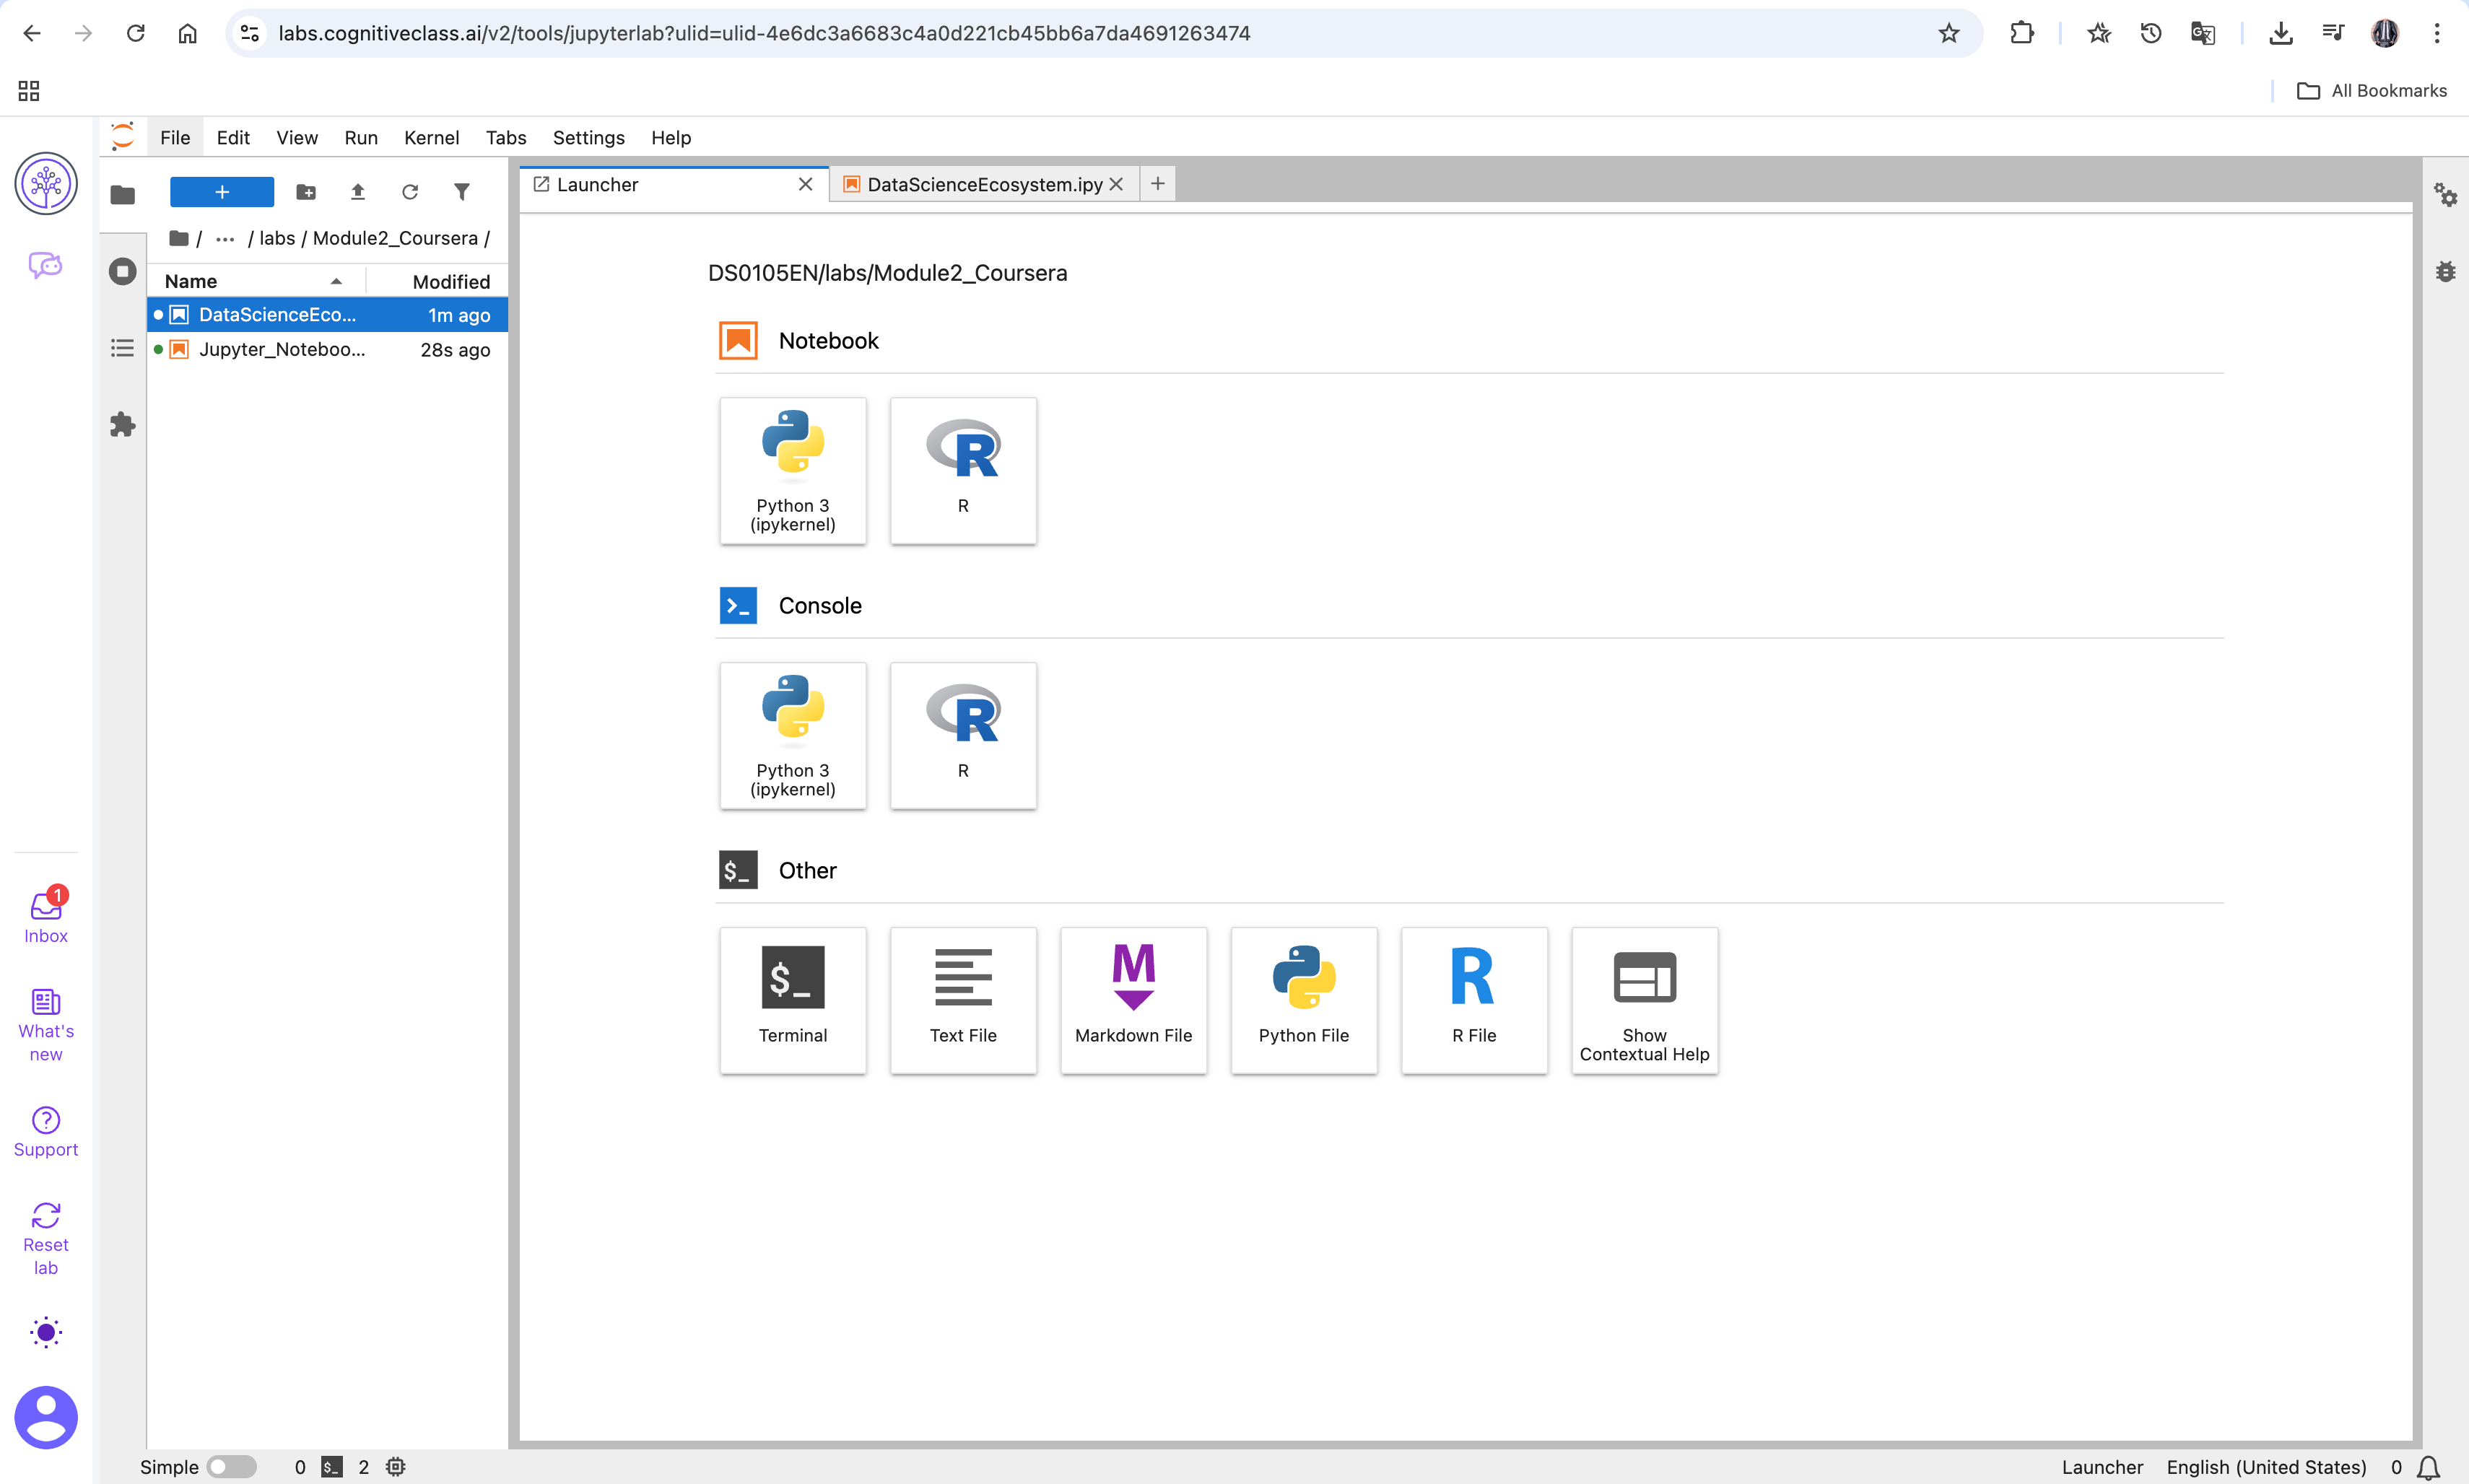 labs.cognitiveclass.ai/v2/tools/jupyterlab?ulid=ulid-4e6dc3a6683c4a0d221cb45bb6a7da4691263474
All Bookmarks
File Edit View Run Kernel Tabs Settings Help
Launcher
DataScienceEcosystem.ipy
/ … / labs / Module2_Coursera /
Name Modified
DataScienceEco... 1m ago
Jupyter_Noteboo... 28s ago
DS0105EN/labs/Module2_Coursera
Notebook
Python 3
(ipykernel)
R
Console
Python 3
(ipykernel)
R
$_ Other
$_
Terminal
Text File
Markdown File
Python File
R File
Show
Contextual Help
1
Inbox
What's
new
Support
Reset
lab
Simple 0 $_ 2
Launcher English (United States) 0